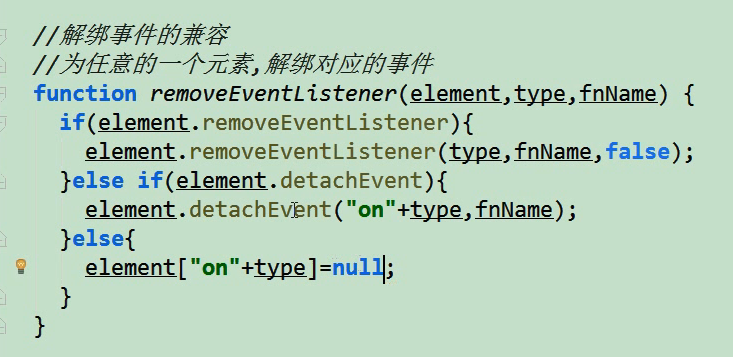 //解绑事件的兼容
//为任意的一个元素,解绑对应的事件
function removeEventListener(element,type,fnName) {
  if(element.removeEventListener){
    element.removeEventListener(type,fnName,false);
  }else if(element.detachEvent){
    element.detachEvent("on"+type,fnName);
  }else{
    element["on"+type]=null;
  }
}